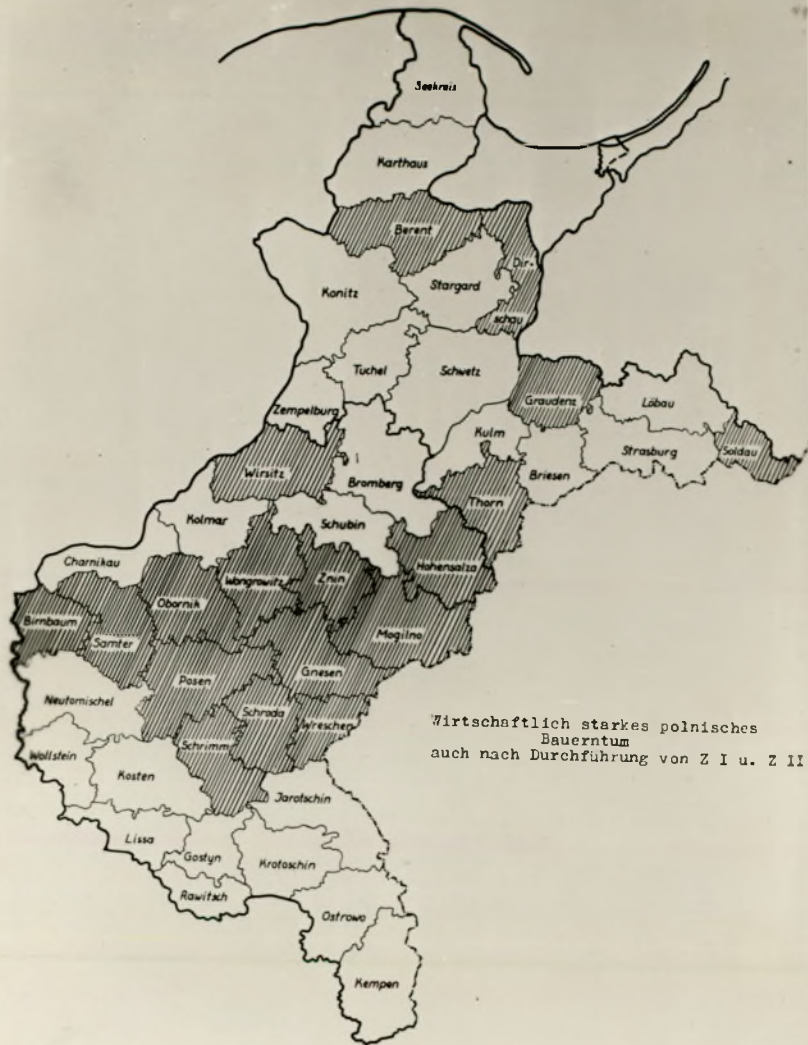 Seekreis
Karthaus
Berent
Dir-
schau
Konitz
Stargard
Tuchel
Schwetz
Zempelburg
Graudenz
Löbau
Kulm
Strasburg
Soldau
Wirsitz
Bromberg
Briesen
Thorn
Kolmar
Schubin
Charnikau
Wongrowitz
Znin
Hohensalza
Obornik
Birnbaum
Samter
Mogilno
Gnesen
Posen
Neutomischel
Schroda
Wreschen
Schrimm
Wirtschaftlich starkes polnisches
Bauerntum
auch nach Durchführung von Z I u. Z II
Wollstein
Kosten
Jarotschin
Lissa
Gostyn
Krotoschin
Rawitsch
Ostrowo
Kempen